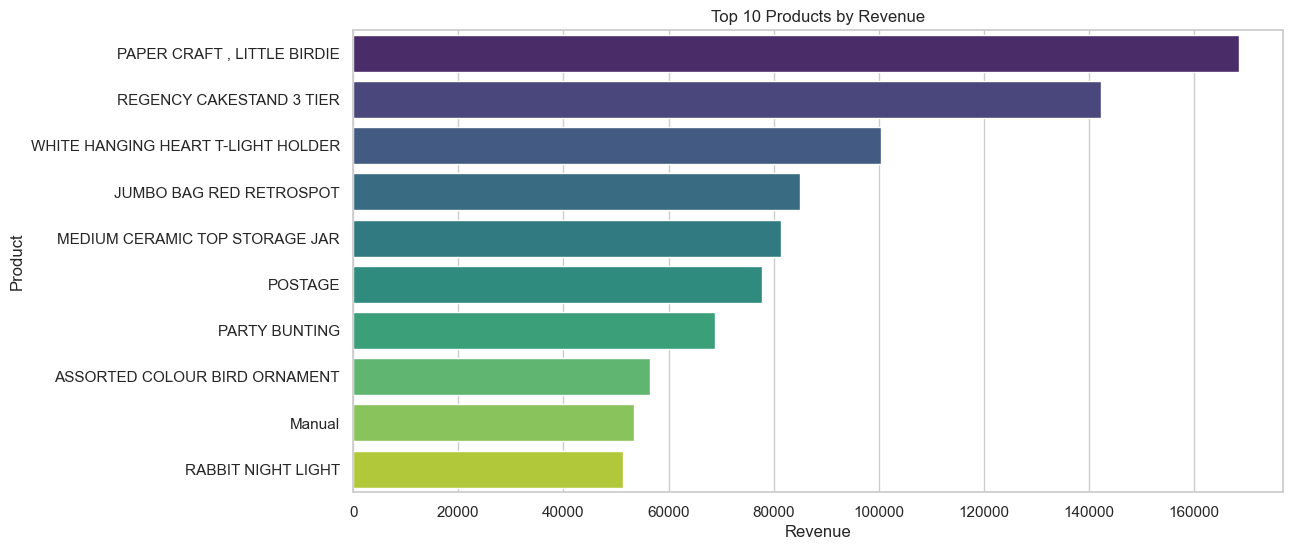 Top 10 Products by Revenue
PAPER CRAFT , LITTLE BIRDIE
REGENCY CAKESTAND 3 TIER
WHITE HANGING HEART T-LIGHT HOLDER
JUMBO BAG RED RETROSPOT
MEDIUM CERAMIC TOP STORAGE JAR
POSTAGE
PARTY BUNTING
ASSORTED COLOUR BIRD ORNAMENT
Manual
RABBIT NIGHT LIGHT
Product
0 20000 40000 60000 80000 100000 120000 140000 160000
Revenue